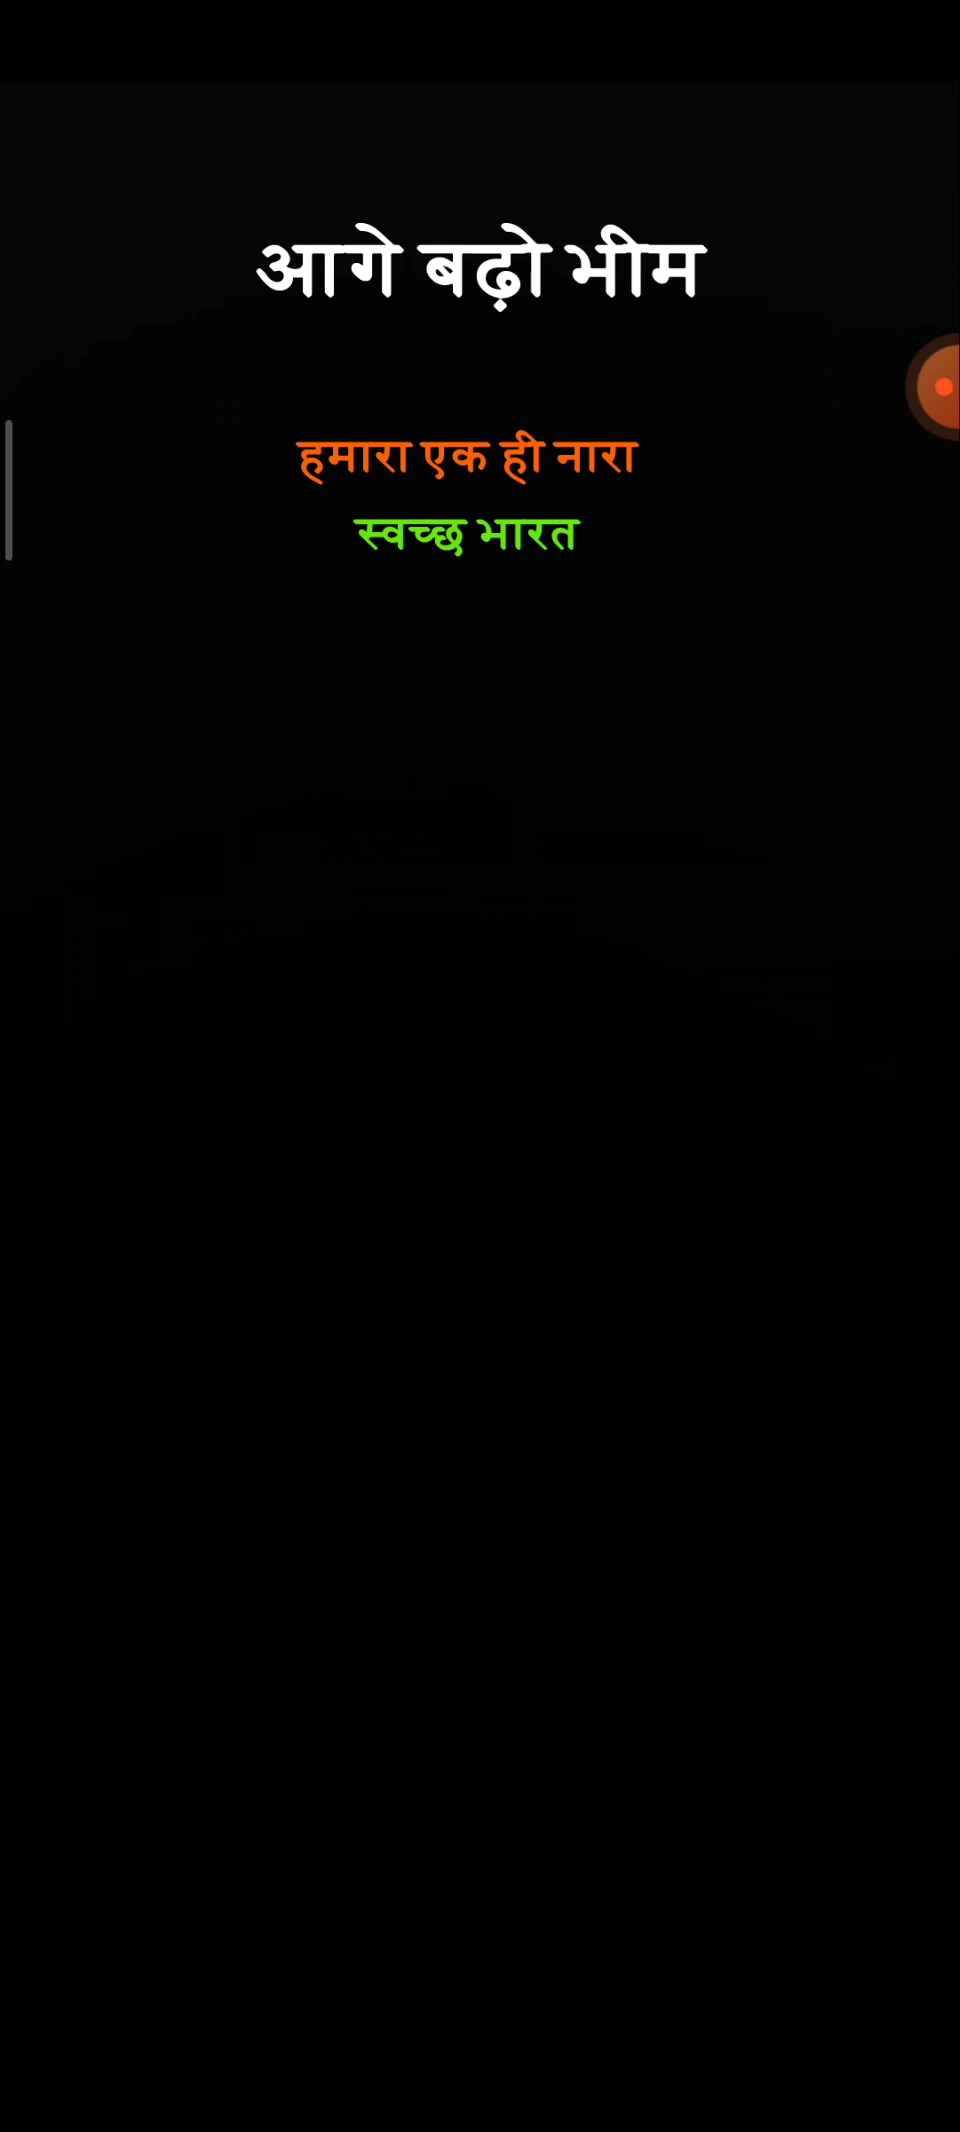 आगे बढ़ो भीम
हमारा एक ही नारा
स्वच्छ भारत